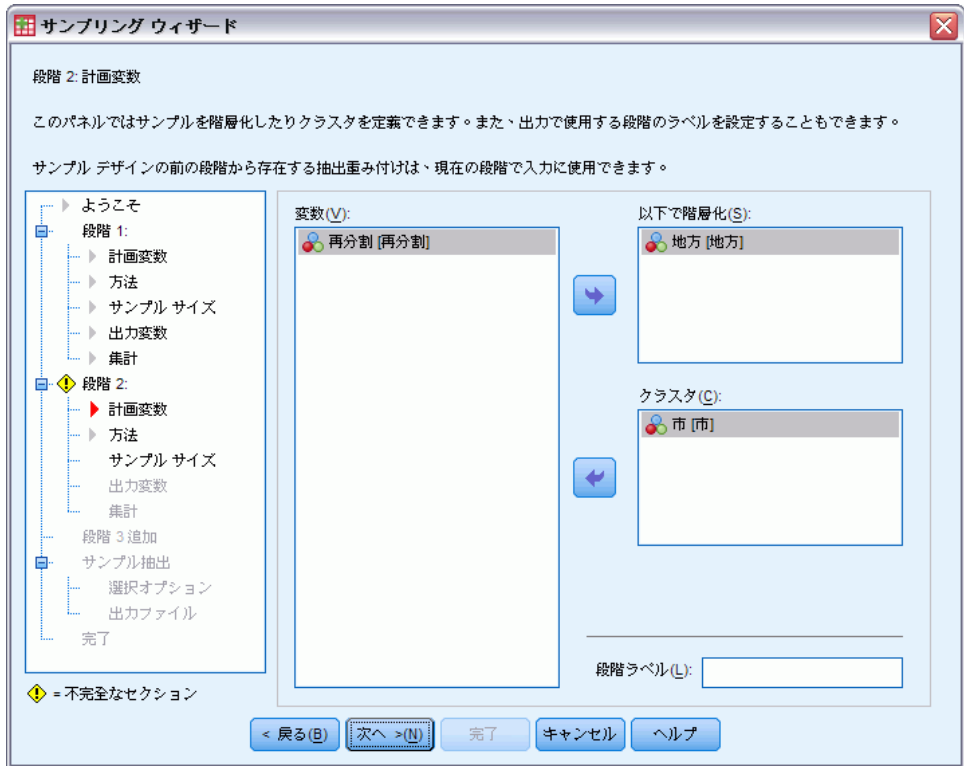 サンプリング ウィザード
段階 2: 計画変数
このパネルではサンプルを階層化したりクラスタを定義できます。また、出力で使用する段階のラベルを設定することもできます。
サンプル デザインの前の段階から存在する抽出重み付けは、現在の段階で入力に使用できます。
ようこそ
段階 1:
計画変数
方法
サンプル サイズ
出力変数
集計
段階 2:
計画変数
方法
サンプル サイズ
出力変数
集計
段階 3 追加
サンプル抽出
選択オプション
出力ファイル
完了
! = 不完全なセクション
変数(V):
再分割 [再分割]
以下で階層化(S):
地方 [地方]
クラスタ(C):
市 [市]
段階ラベル(L):
< 戻る(B)
次へ >(N)
完了
キャンセル
ヘルプ